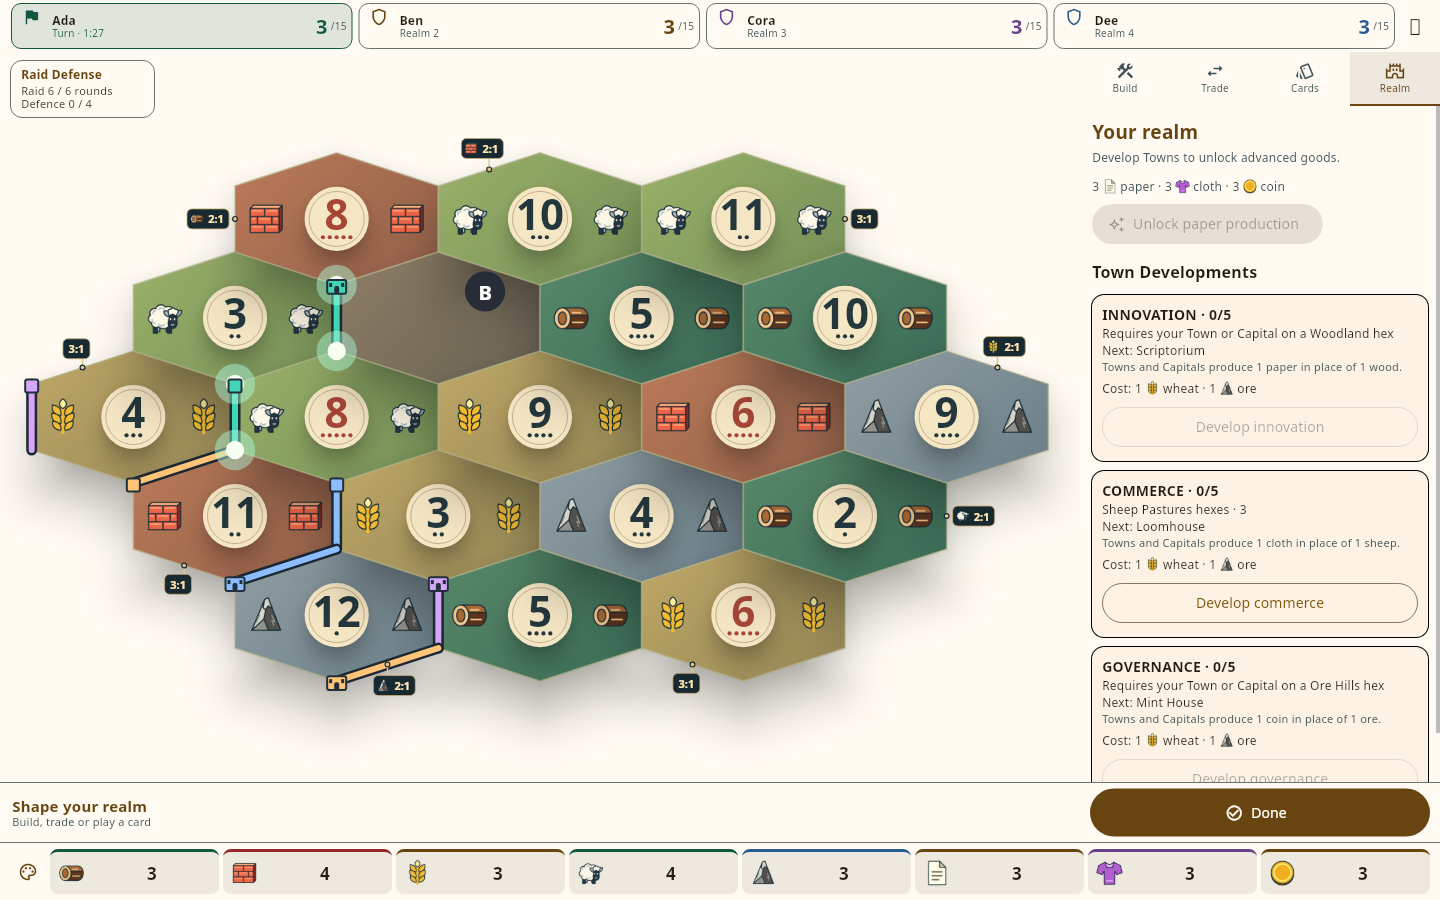 Ada
Turn · 1:27
3 /15
Ben
Realm 2
3 /15
Cora
Realm 3
3 /15
Dee
Realm 4
3 /15
Raid Defense
Raid 6 / 6 rounds
Defence 0 / 4
Build
Trade
Cards
Realm
Your realm
Develop Towns to unlock advanced goods.
3 paper · 3 cloth · 3 coin
Unlock paper production
Town Developments
INNOVATION · 0/5
Requires your Town or Capital on a Woodland hex
Next: Scriptorium
Towns and Capitals produce 1 paper in place of 1 wood.
Cost: 1 wheat · 1 ore
Develop innovation
COMMERCE · 0/5
Sheep Pastures hexes · 3
Next: Loomhouse
Towns and Capitals produce 1 cloth in place of 1 sheep.
Cost: 1 wheat · 1 ore
Develop commerce
GOVERNANCE · 0/5
Requires your Town or Capital on a Ore Hills hex
Next: Mint House
Towns and Capitals produce 1 coin in place of 1 ore.
Cost: 1 wheat · 1 ore
Develop governance
2:1
2:1
8
10
11
3:1
3
B
5
10
3:1
2:1
4
8
9
6
9
11
3
4
2
2:1
3:1
12
5
6
2:1
3:1
Shape your realm
Build, trade or play a card
Done
3
4
3
4
3
3
3
3